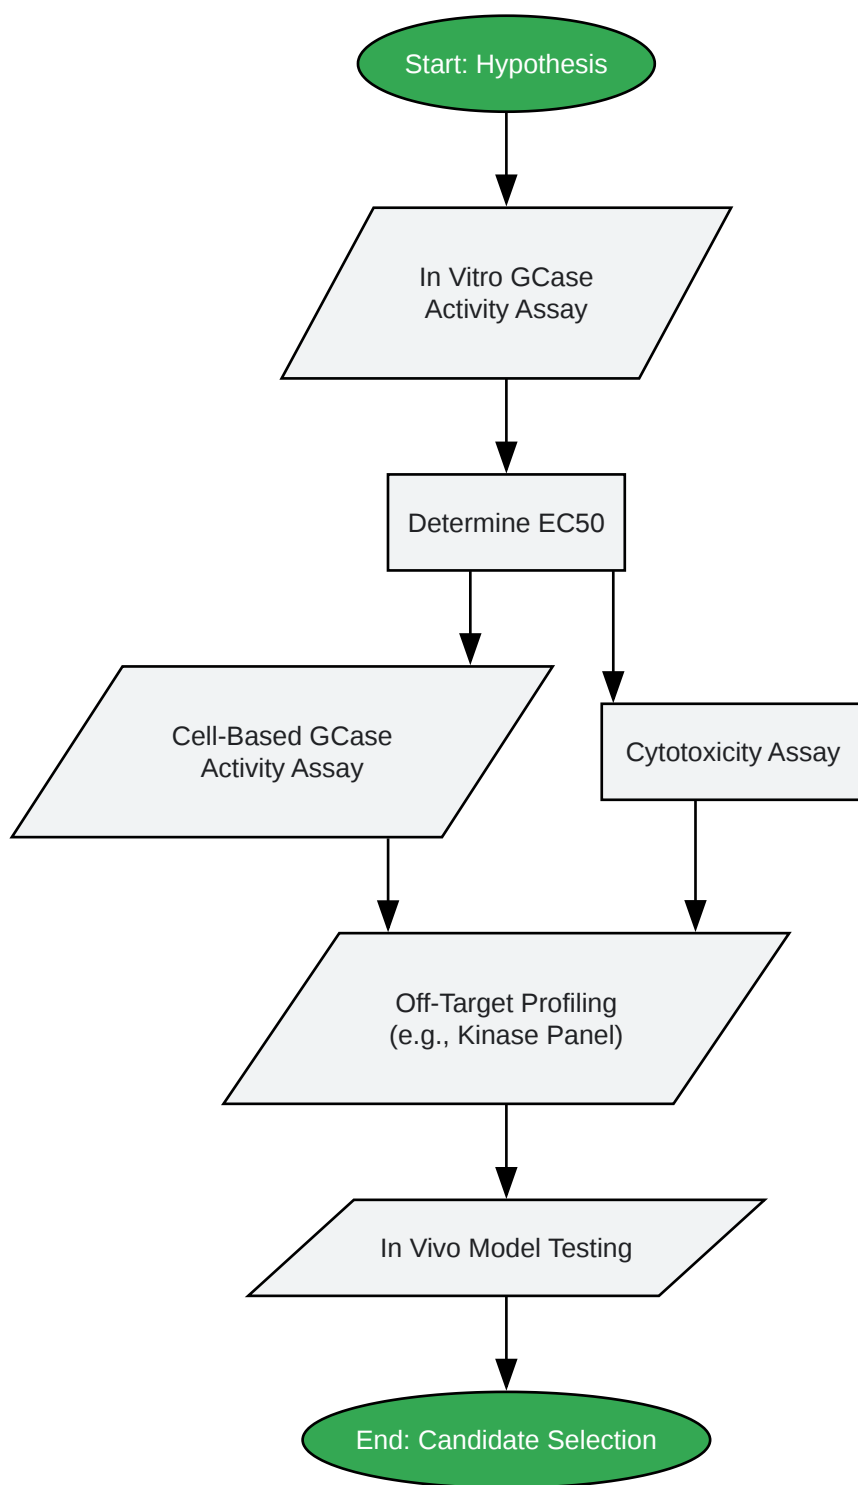 Start: Hypothesis
In Vitro GCase
Activity Assay
Determine EC50
Cell-Based GCase
Activity Assay
Cytotoxicity Assay
Off-Target Profiling
(e.g., Kinase Panel)
In Vivo Model Testing
End: Candidate Selection